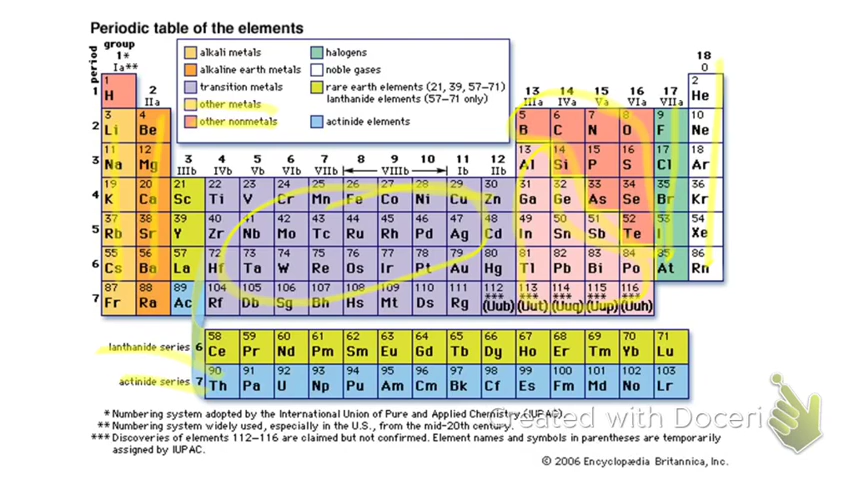 Periodic table of the elements
group
period
1*
Ia**
18
0
alkali metals
alkaline earth metals
transition metals
other metals
other nonmetals
halogens
noble gases
rare earth elements (21, 39, 57–71)
lanthanide elements (57–71 only)
actinide elements
1 1 H 2 He
2 IIa 13 IIIa 14 IVa 15 Va 16 VIa 17 VIIa
2 3 Li 4 Be 5 B 6 C 7 N 8 O 9 F 10 Ne
3 11 Na 12 Mg 13 Al 14 Si 15 P 16 S 17 Cl 18 Ar
3 IIIb 4 IVb 5 Vb 6 VIb 7 VIIb 8 9 10 VIIIb 11 Ib 12 IIb
4 19 K 20 Ca 21 Sc 22 Ti 23 V 24 Cr 25 Mn 26 Fe 27 Co 28 Ni 29 Cu 30 Zn 31 Ga 32 Ge 33 As 34 Se 35 Br 36 Kr
5 37 Rb 38 Sr 39 Y 40 Zr 41 Nb 42 Mo 43 Tc 44 Ru 45 Rh 46 Pd 47 Ag 48 Cd 49 In 50 Sn 51 Sb 52 Te 53 I 54 Xe
6 55 Cs 56 Ba 57 La 72 Hf 73 Ta 74 W 75 Re 76 Os 77 Ir 78 Pt 79 Au 80 Hg 81 Tl 82 Pb 83 Bi 84 Po 85 At 86 Rn
7 87 Fr 88 Ra 89 Ac 104 Rf 105 Db 106 Sg 107 Bh 108 Hs 109 Mt 110 Ds 111 Rg 112 *** (Uub) 113 *** (Uut) 114 *** (Uuq) 115 *** (Uup) 116 *** (Uuh)
lanthanide series 6 58 Ce 59 Pr 60 Nd 61 Pm 62 Sm 63 Eu 64 Gd 65 Tb 66 Dy 67 Ho 68 Er 69 Tm 70 Yb 71 Lu
actinide series 7 90 Th 91 Pa 92 U 93 Np 94 Pu 95 Am 96 Cm 97 Bk 98 Cf 99 Es 100 Fm 101 Md 102 No 103 Lr
* Numbering system adopted by the International Union of Pure and Applied Chemistry (IUPAC).
** Numbering system widely used, especially in the U.S., from the mid-20th century.
*** Discoveries of elements 112–116 are claimed but not confirmed. Element names and symbols in parentheses are temporarily
assigned by IUPAC.
© 2006 Encyclopædia Britannica, Inc.
Created with Doceri